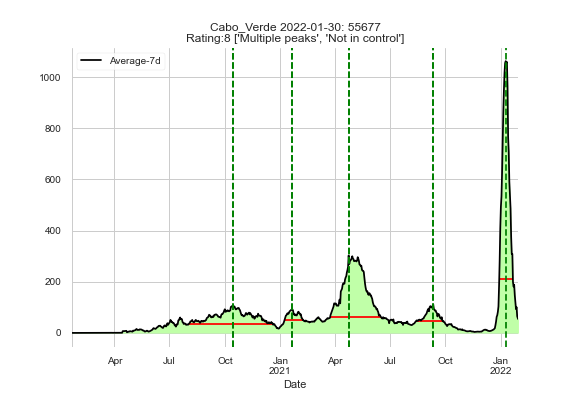 Cabo_Verde 2022-01-30: 55677
Rating:8 ['Multiple peaks', 'Not in control']
Average-7d
1000
800
600
400
200
0
Apr Jul Oct Jan Apr Jul Oct Jan
2021 2022
Date